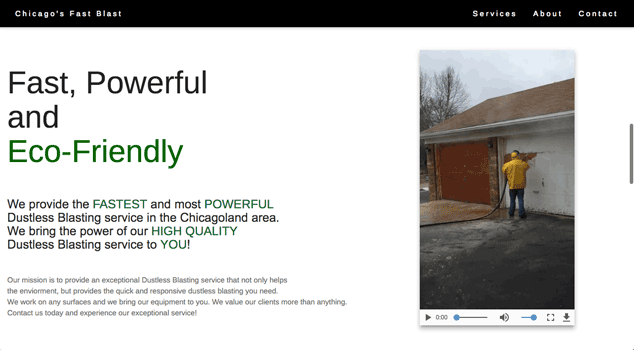 Chicago's Fast Blast
Services About Contact
Fast, Powerful
and
Eco-Friendly
We provide the FASTEST and most POWERFUL
Dustless Blasting service in the Chicagoland area.
We bring the power of our HIGH QUALITY
Dustless Blasting service to YOU!
Our mission is to provide an exceptional Dustless Blasting service that not only helps
the enviorment, but provides the quick and responsive dustless blasting you need.
We work on any surfaces and we bring our equipment to you. We value our clients more than anything.
Contact us today and experience our exceptional service!
0:00